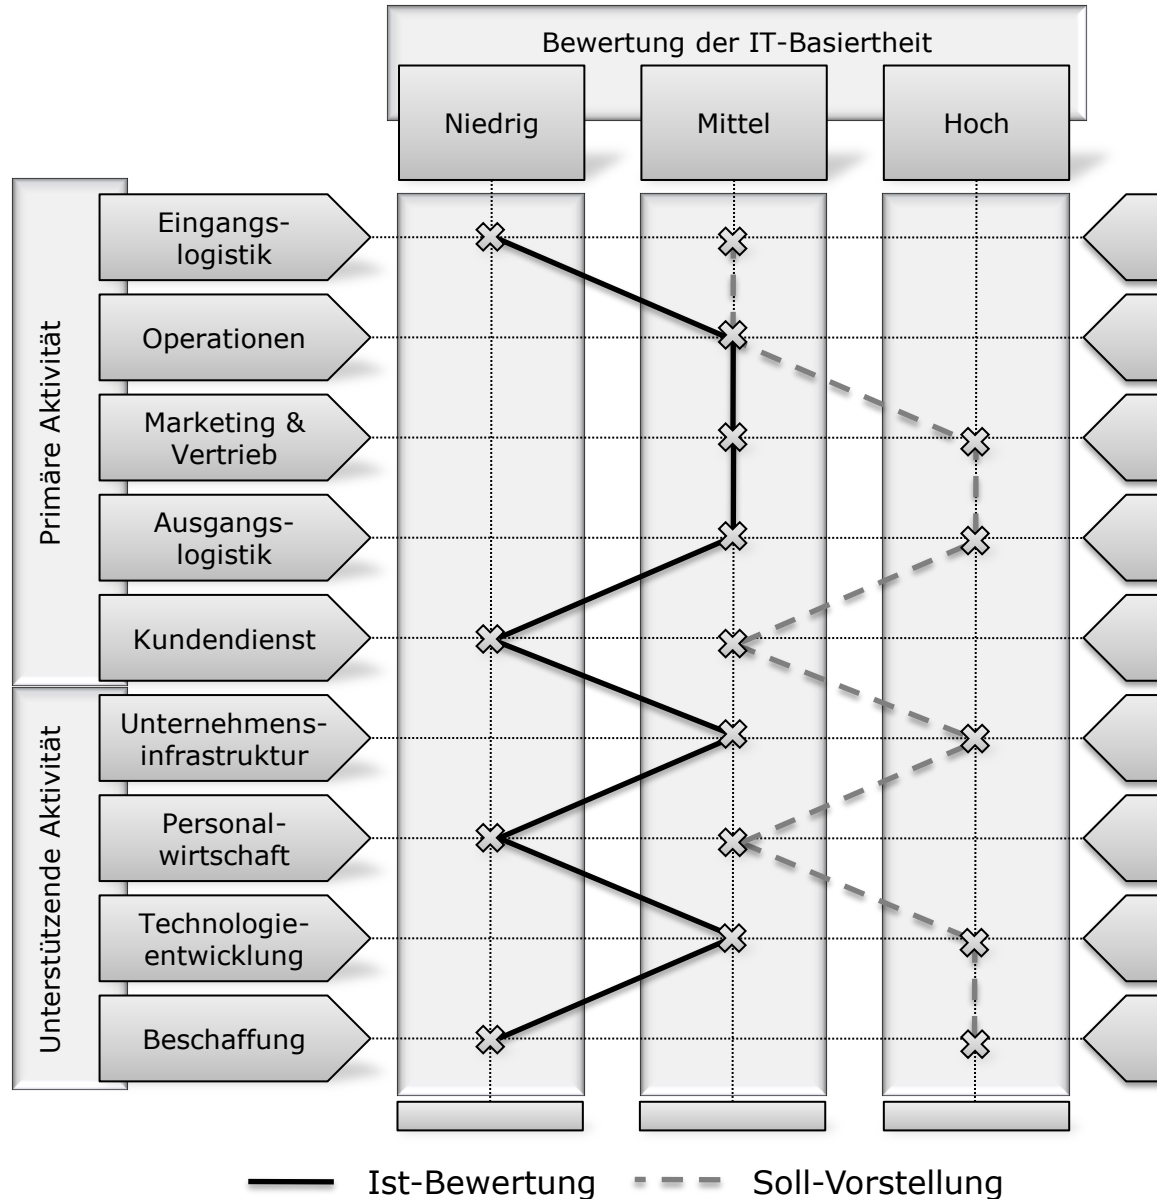 Bewertung der IT-Basiertheit
Niedrig
Mittel
Hoch
Primäre Aktivität
Eingangs-
logistik
Operationen
Marketing &
Vertrieb
Ausgangs-
logistik
Kundendienst
Unterstützende Aktivität
Unternehmens-
infrastruktur
Personal-
wirtschaft
Technologie-
entwicklung
Beschaffung
Ist-Bewertung
Soll-Vorstellung